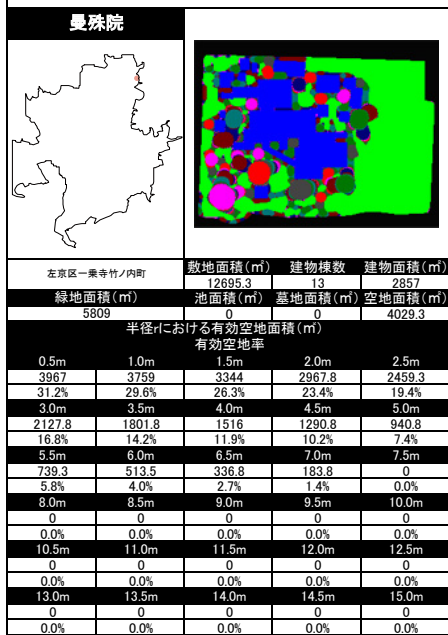 曼殊院
左京区一乗寺竹ノ内町 敷地面積(㎡) 建物棟数 建物面積(㎡)
12695.3 13 2857
緑地面積(㎡) 池面積(㎡) 墓地面積(㎡) 空地面積(㎡)
5809 0 0 4029.3
半径rにおける有効空地面積(㎡)
有効空地率
0.5m 1.0m 1.5m 2.0m 2.5m
3967 3759 3344 2967.8 2459.3
31.2% 29.6% 26.3% 23.4% 19.4%
3.0m 3.5m 4.0m 4.5m 5.0m
2127.8 1801.8 1516 1290.8 940.8
16.8% 14.2% 11.9% 10.2% 7.4%
5.5m 6.0m 6.5m 7.0m 7.5m
739.3 513.5 336.8 183.8 0
5.8% 4.0% 2.7% 1.4% 0.0%
8.0m 8.5m 9.0m 9.5m 10.0m
0 0 0 0 0
0.0% 0.0% 0.0% 0.0% 0.0%
10.5m 11.0m 11.5m 12.0m 12.5m
0 0 0 0 0
0.0% 0.0% 0.0% 0.0% 0.0%
13.0m 13.5m 14.0m 14.5m 15.0m
0 0 0 0 0
0.0% 0.0% 0.0% 0.0% 0.0%